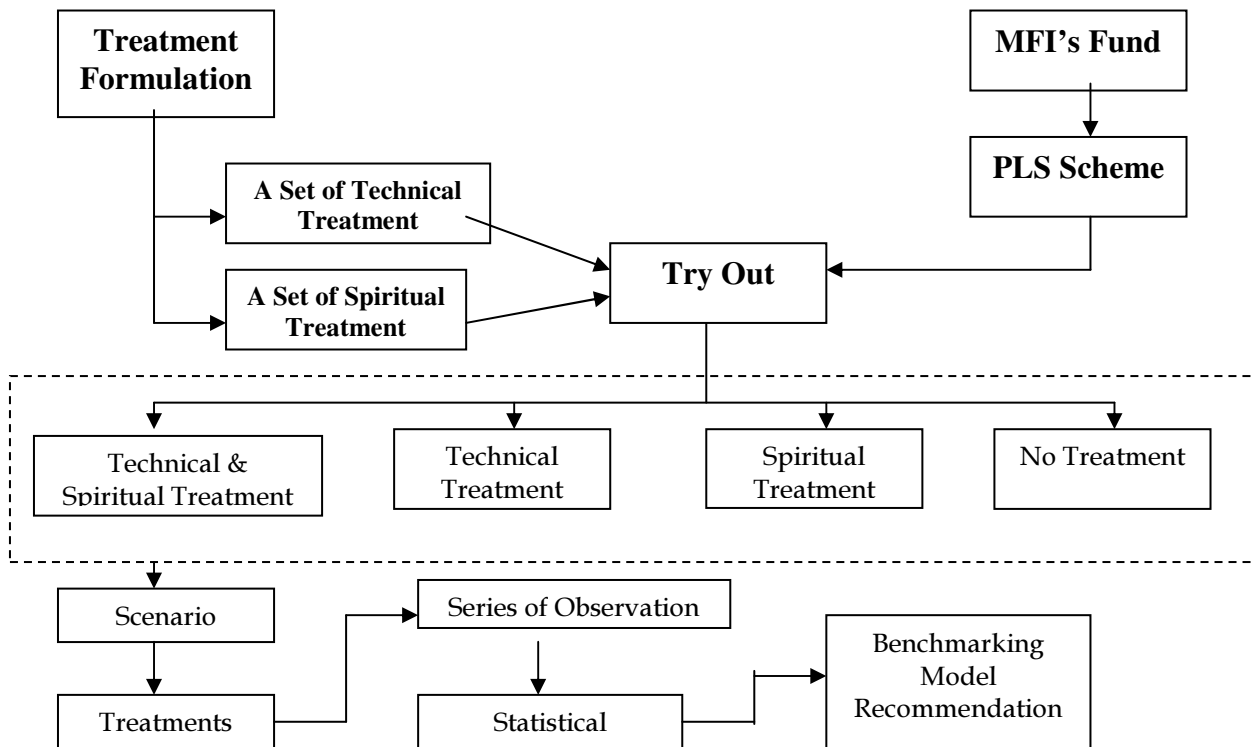 Treatment
Formulation
MFI's Fund
PLS Scheme
A Set of Technical
Treatment
Try Out
A Set of Spiritual
Treatment
Technical &
Spiritual Treatment
Technical
Treatment
Spiritual
Treatment
No Treatment
Scenario
Series of Observation
Benchmarking
Model
Recommendation
Treatments
Statistical